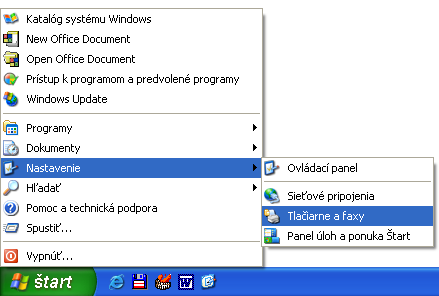 Katalóg systému Windows
New Office Document
Open Office Document
Prístup k programom a predvolené programy
Windows Update
Programy
Dokumenty
Nastavenie
Hľadať
Pomoc a technická podpora
Spustiť...
Vypnúť...
Ovládací panel
Sieťové pripojenia
Tlačiarne a faxy
Panel úloh a ponuka Štart
štart